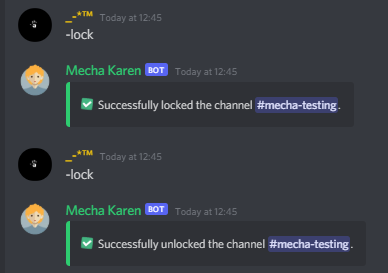 _-*™ Today at 12:45
-lock
Mecha Karen BOT Today at 12:45
✅ Successfully locked the channel #mecha-testing.
_-*™ Today at 12:45
-lock
Mecha Karen BOT Today at 12:45
✅ Successfully unlocked the channel #mecha-testing.